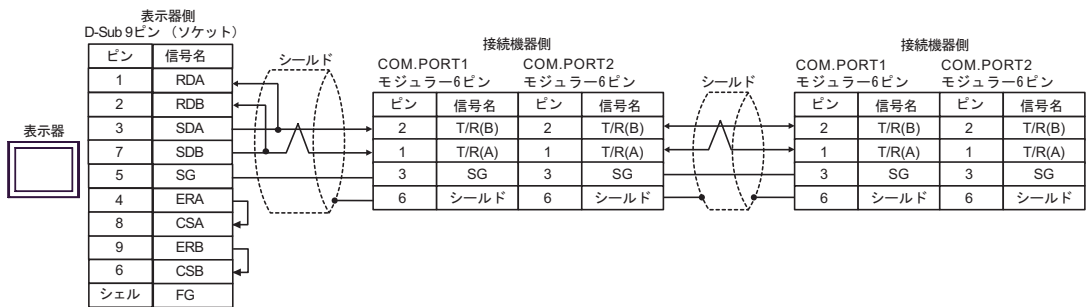 表示器側
D-Sub 9ピン （ソケット）
ピン 信号名
1 RDA
2 RDB
3 SDA
7 SDB
5 SG
4 ERA
8 CSA
9 ERB
6 CSB
シェル FG
表示器
シールド
接続機器側
COM.PORT1 COM.PORT2
モジュラー6ピン モジュラー6ピン
ピン 信号名 ピン 信号名
2 T/R(B) 2 T/R(B)
1 T/R(A) 1 T/R(A)
3 SG 3 SG
6 シールド 6 シールド
シールド
接続機器側
COM.PORT1 COM.PORT2
モジュラー6ピン モジュラー6ピン
ピン 信号名 ピン 信号名
2 T/R(B) 2 T/R(B)
1 T/R(A) 1 T/R(A)
3 SG 3 SG
6 シールド 6 シールド